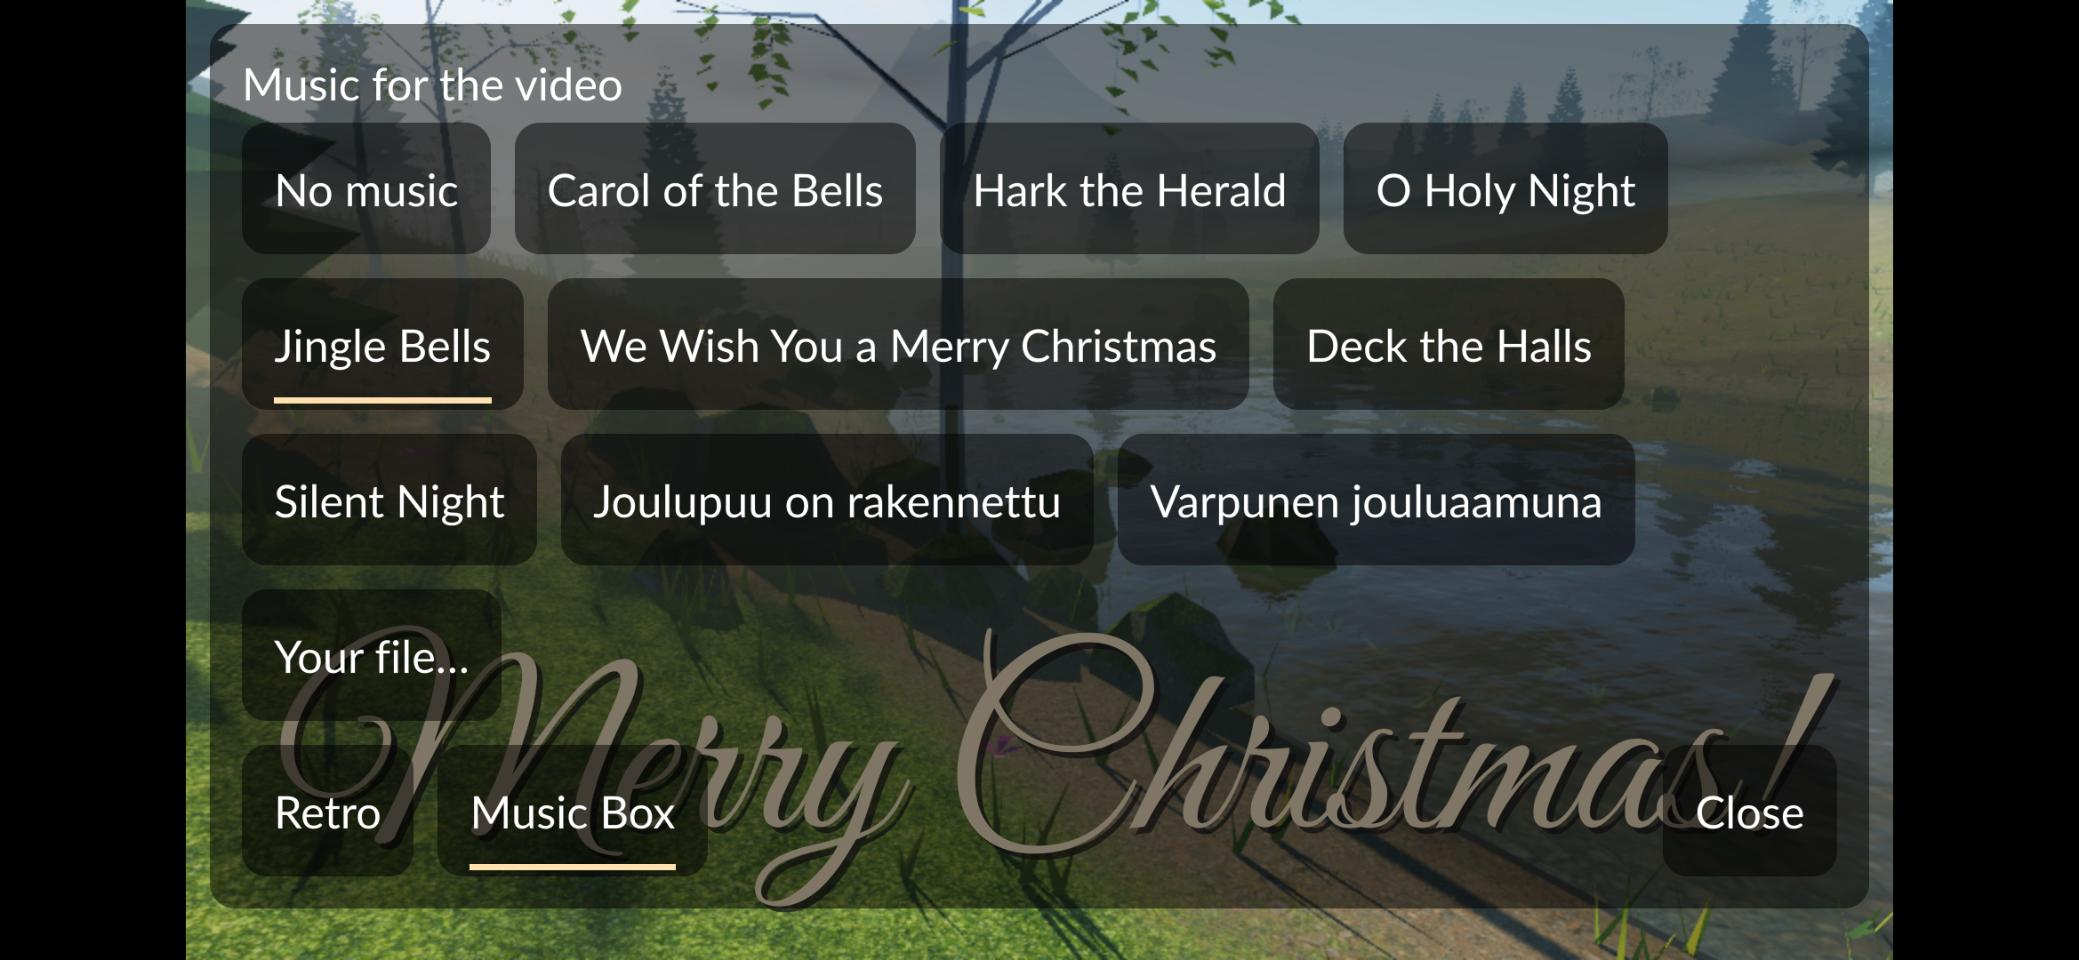 Music for the video
No music Carol of the Bells Hark the Herald O Holy Night
Jingle Bells We Wish You a Merry Christmas Deck the Halls
Silent Night Joulupuu on rakennettu Varpunen jouluaamuna
Your file...
Merry Christmas!
Retro Music Box Close